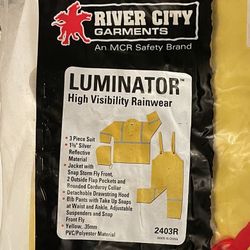 RIVER CITY
GARMENTS
An MCR Safety Brand
LUMINATOR™
High Visibility Rainwear
• 3 Piece Suit
• 1⅜" Silver
Reflective
Material
• Jacket with
Snap Storm Fly Front,
2 Outside Flap Pockets and
Rounded Corduroy Collar
• Detachable Drawstring Hood
• Bib Pants with Take Up Snaps
at Waist and Ankle, Adjustable
Suspenders and Snap
Fly Front
• Yellow, .35mm
PVC/Polyester Material
2403R